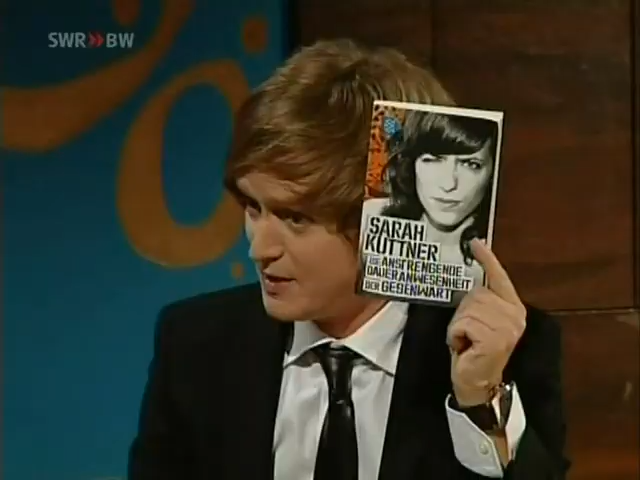 SWR>>BW
SARAH
KUTTNER
DIE ANSTRENGENDE
DAUERANWESENHEIT
DER GEGENWART